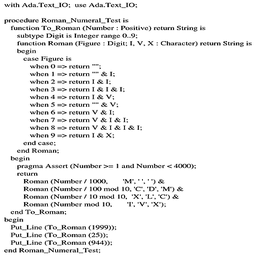 with Ada.Text_IO;  use Ada.Text_IO;
procedure Roman_Numeral_Test is
function To_Roman (Number : Positive) return String is
subtype Digit is Integer range 0..9;
function Roman (Figure : Digit; I, V, X : Character) return String is
begin
case Figure is
when 0 => return "";
when 1 => return "" & I;
when 2 => return I & I;
when 3 => return I & I & I;
when 4 => return I & V;
when 5 => return "" & V;
when 6 => return V & I;
when 7 => return V & I & I;
when 8 => return V & I & I & I;
when 9 => return I & X;
end case;
end Roman;
begin
pragma Assert (Number >= 1 and Number < 4000);
return
Roman (Number / 1000, 'M', ' ', ' ') &
Roman (Number / 100 mod 10, 'C', 'D', 'M') &
Roman (Number / 10 mod 10, 'X', 'L', 'C') &
Roman (Number mod 10, 'I', 'V', 'X');
end To_Roman;
begin
Put_Line (To_Roman (1999));
Put_Line (To_Roman (25));
Put_Line (To_Roman (944));
end Roman_Numeral_Test;